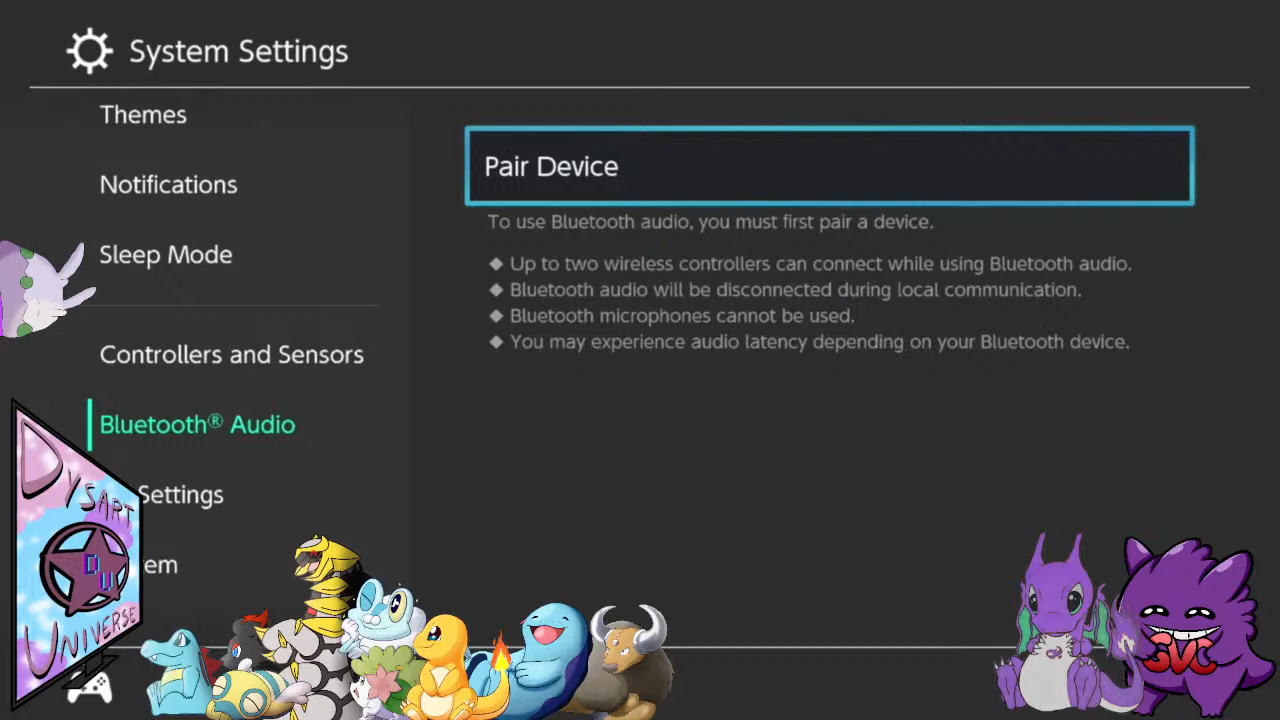 System Settings
Themes
Notifications
Sleep Mode
Controllers and Sensors
Bluetooth® Audio
Settings
em
Pair Device
To use Bluetooth audio, you must first pair a device.
◆ Up to two wireless controllers can connect while using Bluetooth audio.
◆ Bluetooth audio will be disconnected during local communication.
◆ Bluetooth microphones cannot be used.
◆ You may experience audio latency depending on your Bluetooth device.
DYSART
DU
UNIVERSE
SVC